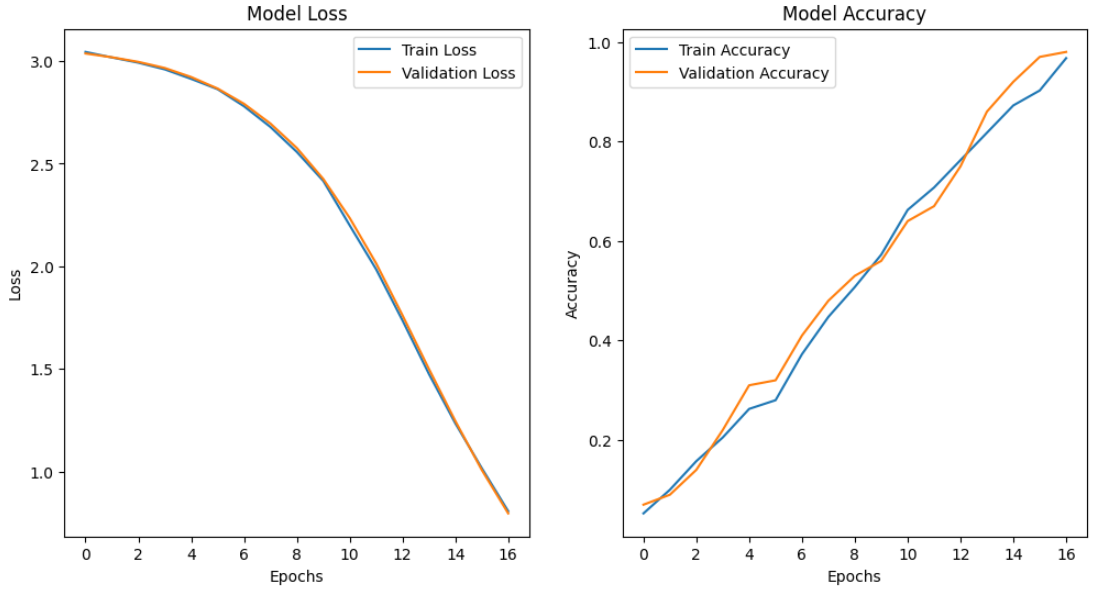 Model Loss
Train Loss
Validation Loss
3.0
2.5
2.0
1.5
1.0
Loss
0 2 4 6 8 10 12 14 16
Epochs
Model Accuracy
Train Accuracy
Validation Accuracy
1.0
0.8
0.6
0.4
0.2
Accuracy
0 2 4 6 8 10 12 14 16
Epochs